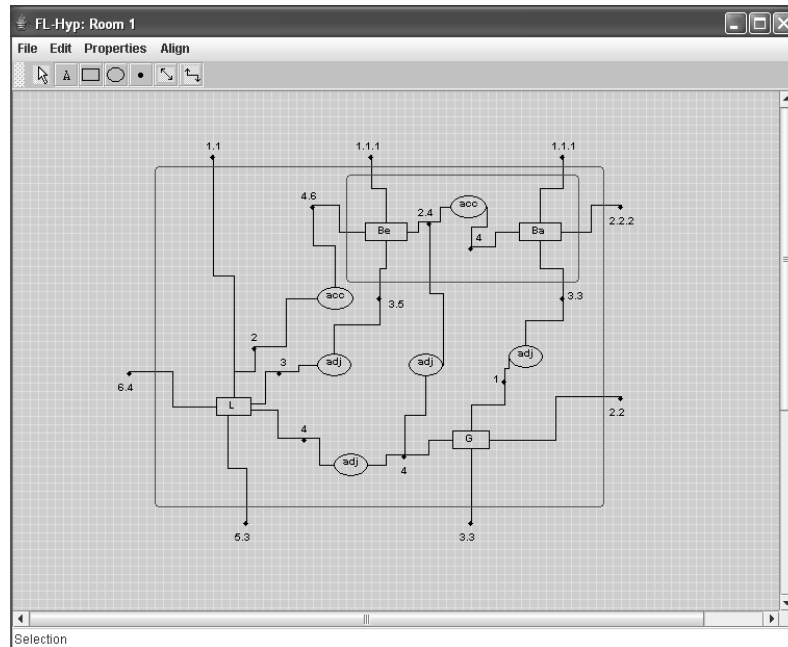 FL-Hyp: Room 1
File Edit Properties Align
A
1.1 1.1.1 1.1.1
4.6 2.4 acc
Be 4 Ba 2.2.2
acc 3.5 3.3
2
3 adj adj adj
6.4 1
L 2.2
4 G
adj 4
5.3 3.3
Selection